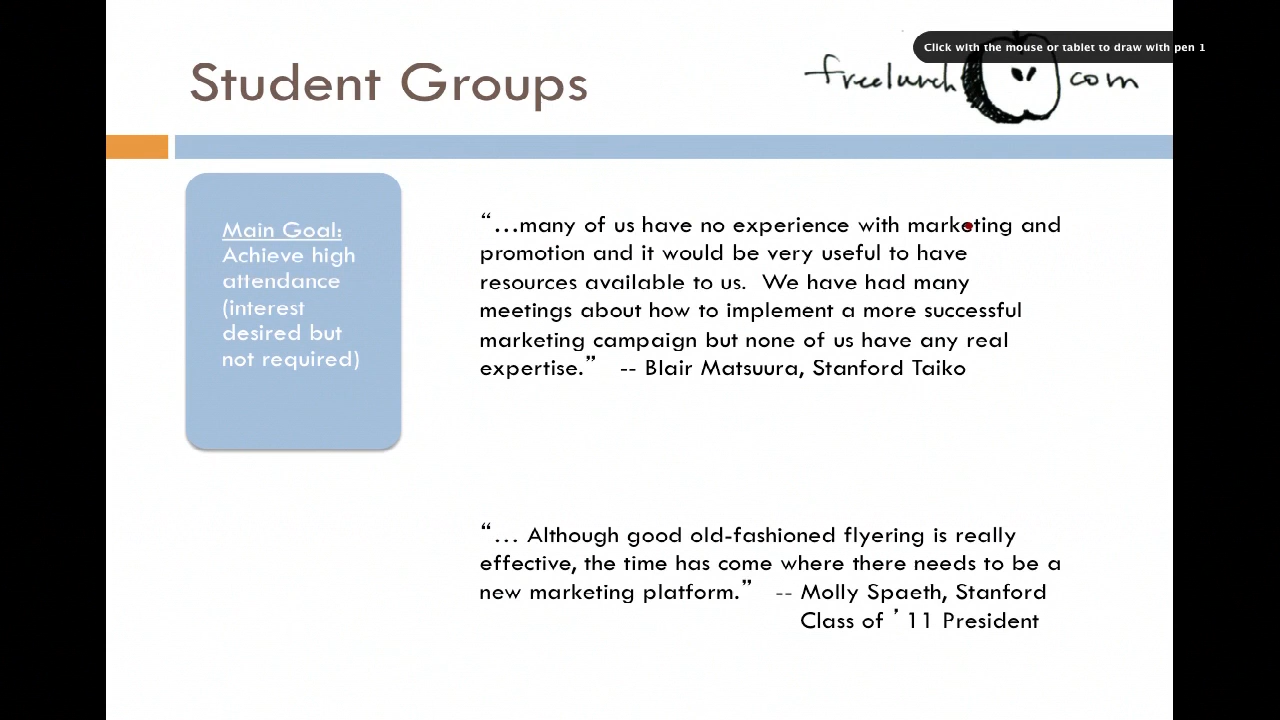 Click with the mouse or tablet to draw with pen 1
Student Groups
freelunch com
Main Goal:
Achieve high
attendance
(interest
desired but
not required)
“…many of us have no experience with marketing and
promotion and it would be very useful to have
resources available to us.  We have had many
meetings about how to implement a more successful
marketing campaign but none of us have any real
expertise.”   -- Blair Matsuura, Stanford Taiko
“… Although good old-fashioned flyering is really
effective, the time has come where there needs to be a
new marketing platform.”   -- Molly Spaeth, Stanford
Class of ’ 11 President